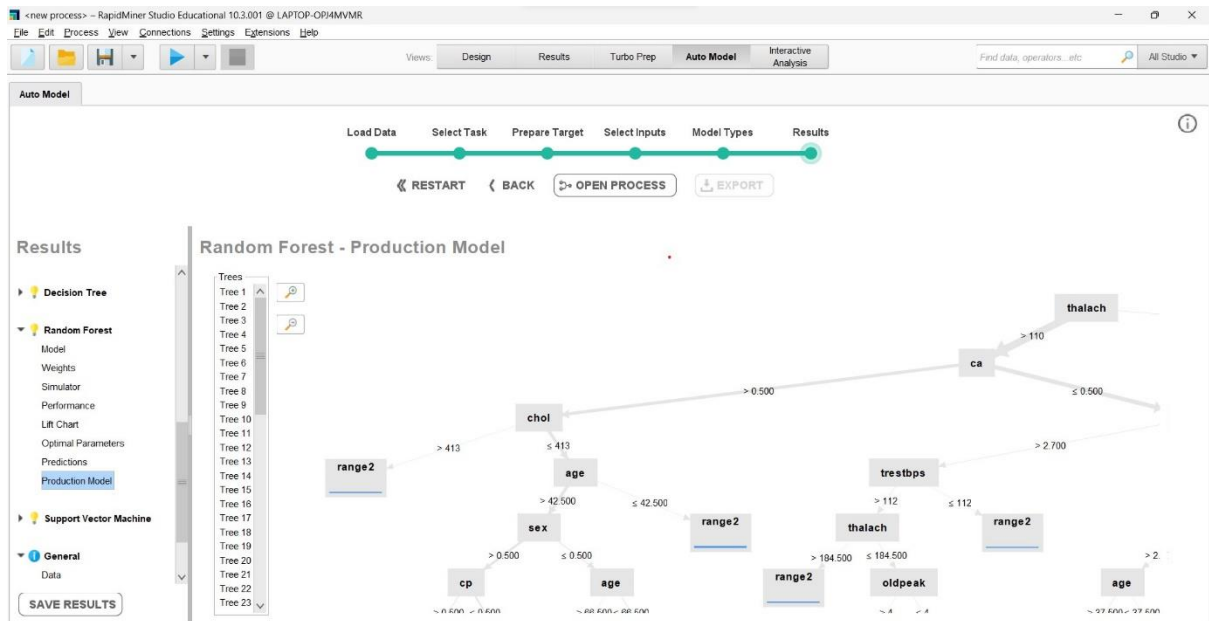 <new process> – RapidMiner Studio Educational 10.3.001 @ LAPTOP-OPJ4MVMR
File Edit Process View Connections Settings Extensions Help
Views: Design Results Turbo Prep Auto Model Interactive Analysis
Find data, operators...etc All Studio
Auto Model
Load Data Select Task Prepare Target Select Inputs Model Types Results
RESTART BACK OPEN PROCESS EXPORT
Results
Decision Tree
Random Forest
Model
Weights
Simulator
Performance
Lift Chart
Optimal Parameters
Predictions
Production Model
Support Vector Machine
General
Data
SAVE RESULTS
Random Forest - Production Model
Trees
Tree 1
Tree 2
Tree 3
Tree 4
Tree 5
Tree 6
Tree 7
Tree 8
Tree 9
Tree 10
Tree 11
Tree 12
Tree 13
Tree 14
Tree 15
Tree 16
Tree 17
Tree 18
Tree 19
Tree 20
Tree 21
Tree 22
Tree 23
thalach
> 110
ca
> 0.500 ≤ 0.500
chol
> 413 ≤ 413 > 2.700
range2 age trestbps
> 42.500 ≤ 42.500 > 112 ≤ 112
sex range2 thalach range2
> 0.500 ≤ 0.500 > 184.500 ≤ 184.500 > 2.
cp age range2 oldpeak age